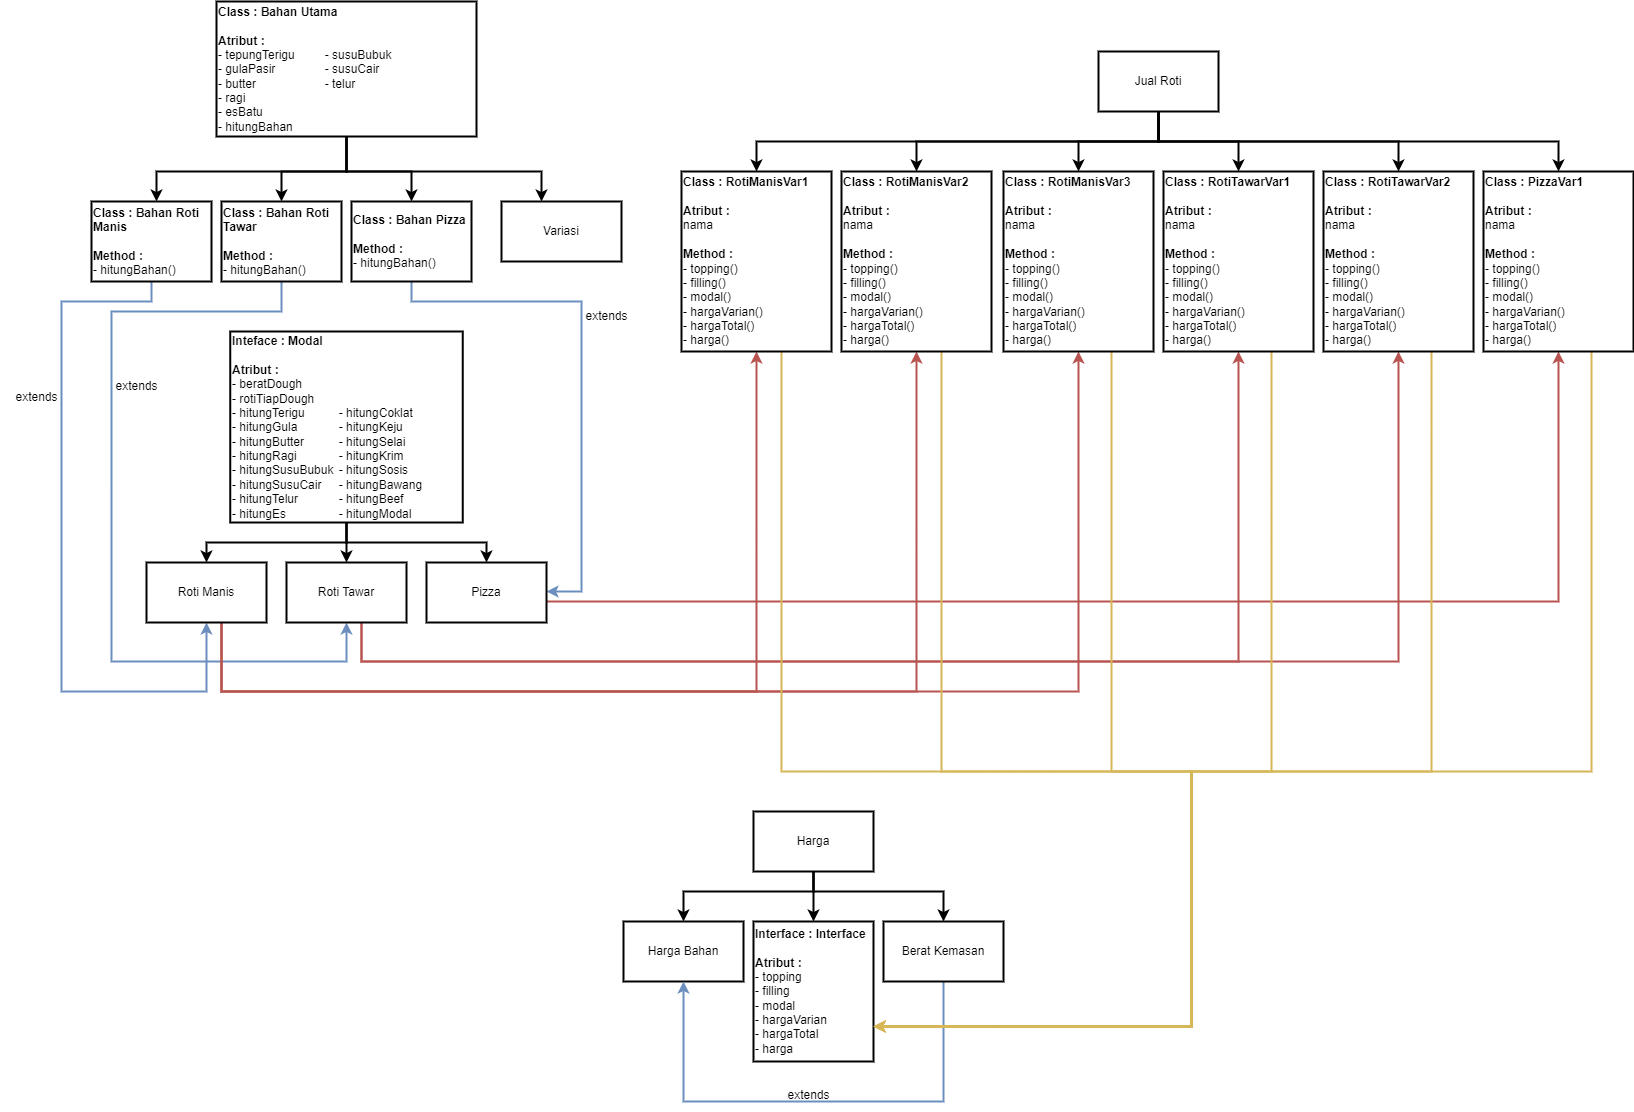 Class : Bahan Utama
Atribut :
- tepungTerigu - susuBubuk
- gulaPasir - susuCair
- butter - telur
- ragi
- esBatu
- hitungBahan
Class : Bahan Roti
Manis
Method :
- hitungBahan()
Class : Bahan Roti
Tawar
Method :
- hitungBahan()
Class : Bahan Pizza
Method :
- hitungBahan()
Variasi
extends
extends
extends
Inteface : Modal
Atribut :
- beratDough
- rotiTiapDough
- hitungTerigu - hitungCoklat
- hitungGula - hitungKeju
- hitungButter - hitungSelai
- hitungRagi - hitungKrim
- hitungSusuBubuk - hitungSosis
- hitungSusuCair - hitungBawang
- hitungTelur - hitungBeef
- hitungEs - hitungModal
Roti Manis
Roti Tawar
Pizza
Jual Roti
Class : RotiManisVar1
Atribut :
nama
Method :
- topping()
- filling()
- modal()
- hargaVarian()
- hargaTotal()
- harga()
Class : RotiManisVar2
Atribut :
nama
Method :
- topping()
- filling()
- modal()
- hargaVarian()
- hargaTotal()
- harga()
Class : RotiManisVar3
Atribut :
nama
Method :
- topping()
- filling()
- modal()
- hargaVarian()
- hargaTotal()
- harga()
Class : RotiTawarVar1
Atribut :
nama
Method :
- topping()
- filling()
- modal()
- hargaVarian()
- hargaTotal()
- harga()
Class : RotiTawarVar2
Atribut :
nama
Method :
- topping()
- filling()
- modal()
- hargaVarian()
- hargaTotal()
- harga()
Class : PizzaVar1
Atribut :
nama
Method :
- topping()
- filling()
- modal()
- hargaVarian()
- hargaTotal()
- harga()
Harga
Harga Bahan
Interface : Interface
Atribut :
- topping
- filling
- modal
- hargaVarian
- hargaTotal
- harga
Berat Kemasan
extends